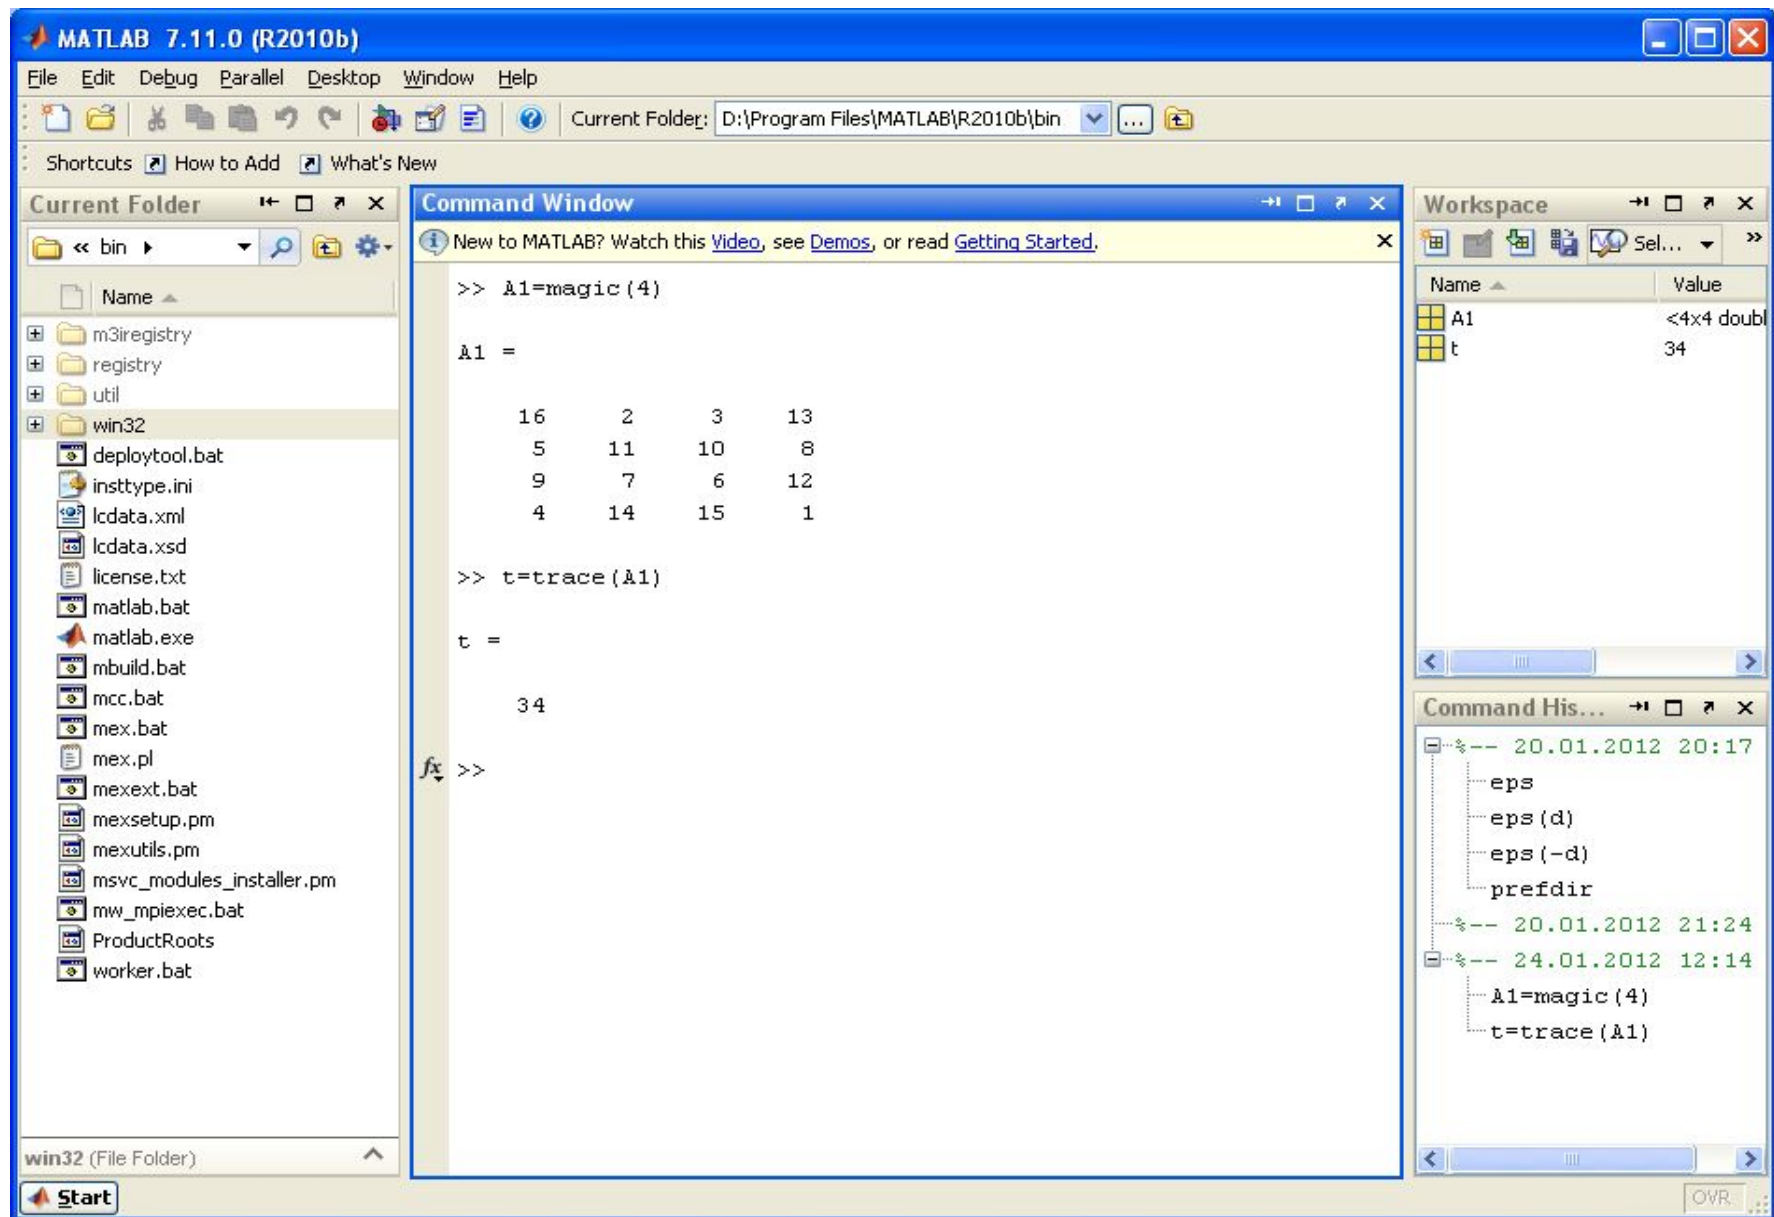 MATLAB 7.11.0 (R2010b)
File Edit Debug Parallel Desktop Window Help
Current Folder: D:\Program Files\MATLAB\R2010b\bin ...
Shortcuts How to Add What's New
Current Folder
« bin
Name
m3iregistry
registry
util
win32
deploytool.bat
insttype.ini
lcdata.xml
lcdata.xsd
license.txt
matlab.bat
matlab.exe
mbuild.bat
mcc.bat
mex.bat
mex.pl
mexext.bat
mexsetup.pm
mexutils.pm
msvc_modules_installer.pm
mw_mpiexec.bat
ProductRoots
worker.bat
win32 (File Folder)
Command Window
New to MATLAB? Watch this Video, see Demos, or read Getting Started.
>> A1=magic(4)
A1 =
16 2 3 13
5 11 10 8
9 7 6 12
4 14 15 1
>> t=trace(A1)
t =
34
fx >>
Workspace
Sel... »
Name Value
A1 <4x4 doubl
t 34
Command His...
%-- 20.01.2012 20:17
eps
eps(d)
eps(-d)
prefdir
%-- 20.01.2012 21:24
%-- 24.01.2012 12:14
A1=magic(4)
t=trace(A1)
Start
OVR